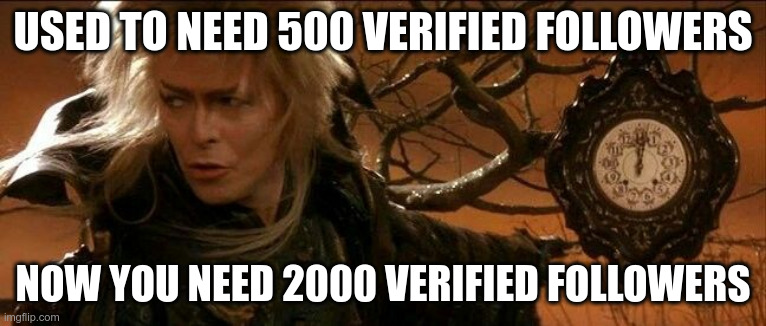 USED TO NEED 500 VERIFIED FOLLOWERS
NOW YOU NEED 2000 VERIFIED FOLLOWERS
imgflip.com